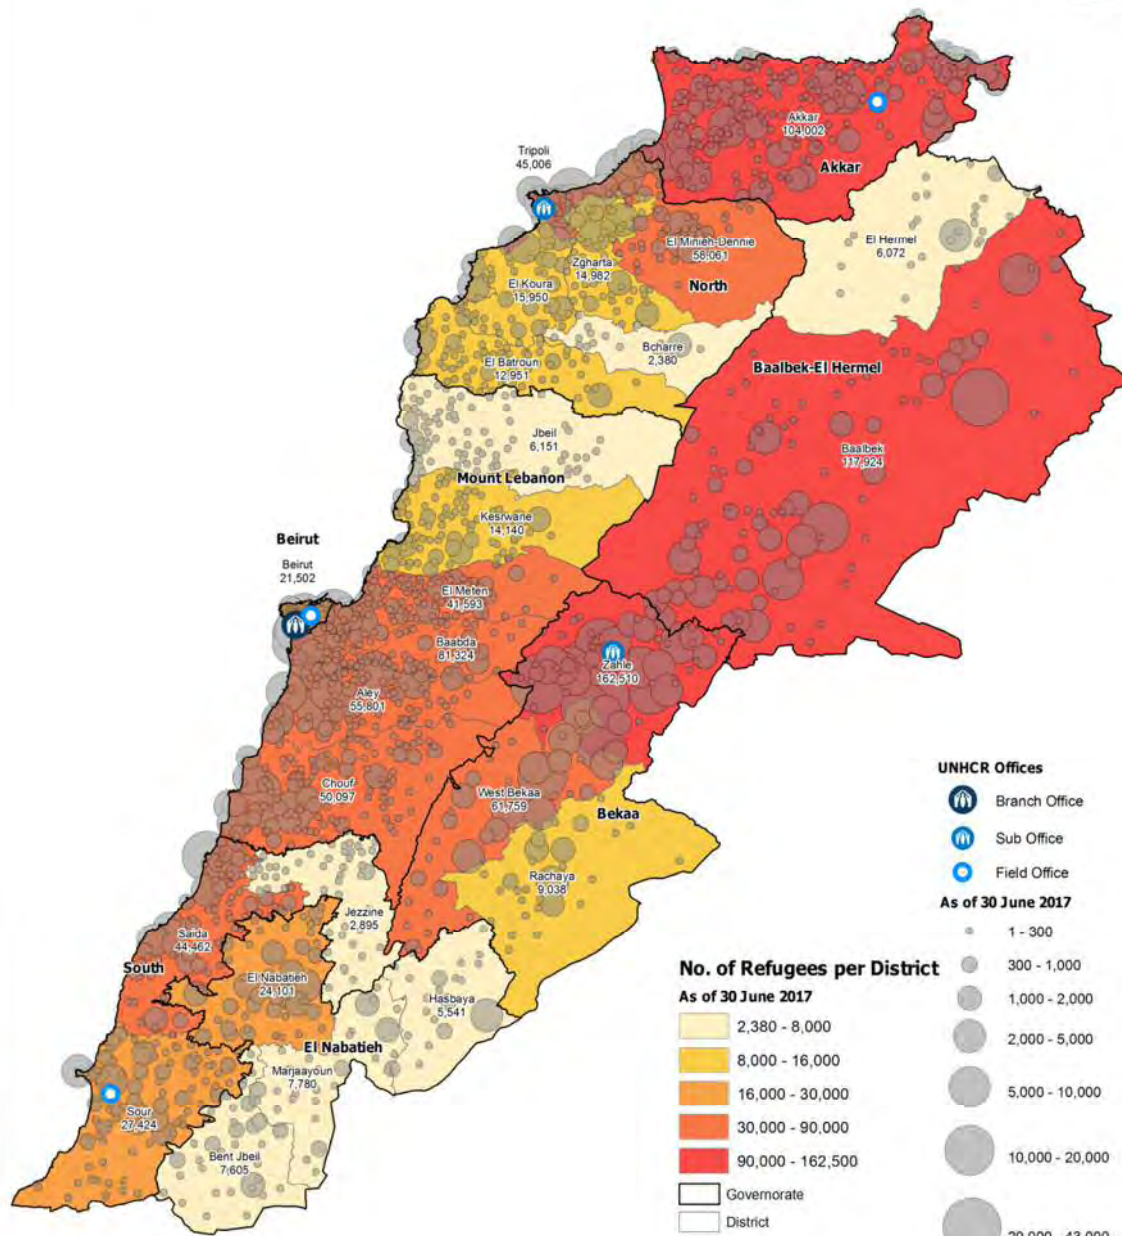 Akkar
104,002
Akkar
Tripoli
45,006
El Minieh-Dennie
58,061
El Hermel
6,072
Zgharta
14,982
El Koura
15,950
North
Bcharre
2,380
El Batroun
12,951
Baalbek-El Hermel
Jbeil
6,151
Baalbek
117,924
Mount Lebanon
Kesrwane
14,140
Beirut
Beirut
21,502
El Meten
41,593
Baabda
81,324
Zahle
162,510
Aley
55,801
Chouf
50,097
West Bekaa
61,759
Bekaa
Rachaya
9,038
Jezzine
2,895
Saida
44,462
South
El Nabatieh
24,101
Hasbaya
5,541
El Nabatieh
Marjaayoun
7,780
Sour
27,424
Bent Jbeil
7,605
UNHCR Offices
Branch Office
Sub Office
Field Office
As of 30 June 2017
1 - 300
300 - 1,000
1,000 - 2,000
2,000 - 5,000
5,000 - 10,000
10,000 - 20,000
20,000 - 43,000
No. of Refugees per District
As of 30 June 2017
2,380 - 8,000
8,000 - 16,000
16,000 - 30,000
30,000 - 90,000
90,000 - 162,500
Governorate
District